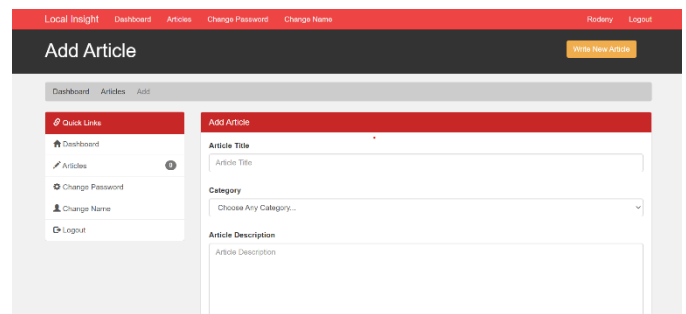 Local Insight Dashboard Articles Change Password Change Name Rodeny Logout
Add Article
Write New Article
Dashboard Articles Add
Quick Links
Dashboard
Articles 0
Change Password
Change Name
Logout
Add Article
Article Title
Article Title
Category
Choose Any Category...
Article Description
Article Description